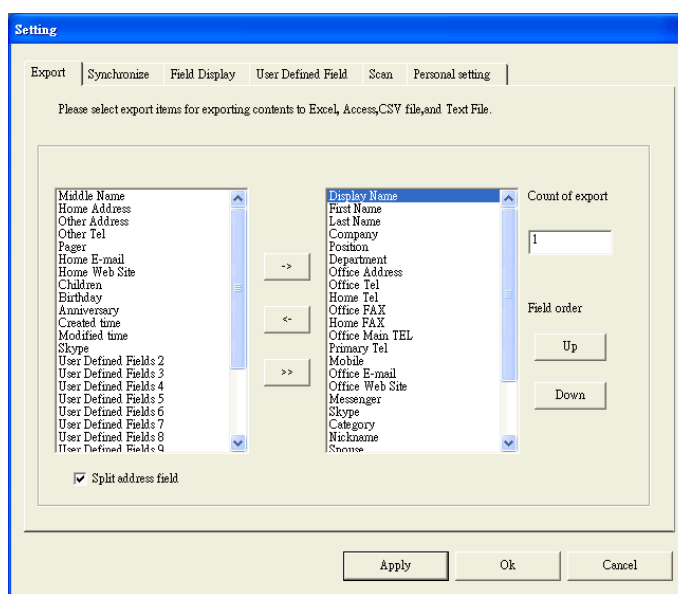 Setting
Export Synchronize Field Display User Defined Field Scan Personal setting
Please select export items for exporting contents to Excel, Access,CSV file,and Text File.
Middle Name
Home Address
Other Address
Other Tel
Pager
Home E-mail
Home Web Site
Children
Birthday
Anniversary
Created time
Modified time
Skype
User Defined Fields 2
User Defined Fields 3
User Defined Fields 4
User Defined Fields 5
User Defined Fields 6
User Defined Fields 7
User Defined Fields 8
User Defined Fields 9
->
<-
>>
Display Name
First Name
Last Name
Company
Position
Department
Office Address
Office Tel
Home Tel
Office FAX
Home FAX
Office Main TEL
Primary Tel
Mobile
Office E-mail
Office Web Site
Messenger
Skype
Category
Nickname
Spouse
Count of export
1
Field order
Up
Down
Split address field
Apply Ok Cancel